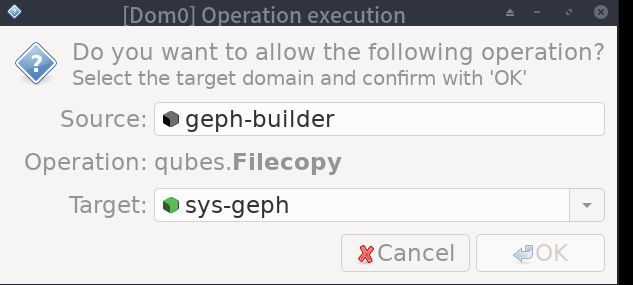 [Dom0] Operation execution
Do you want to allow the following operation?
Select the target domain and confirm with 'OK'
Source: geph-builder
Operation: qubes.Filecopy
Target: sys-geph
Cancel OK